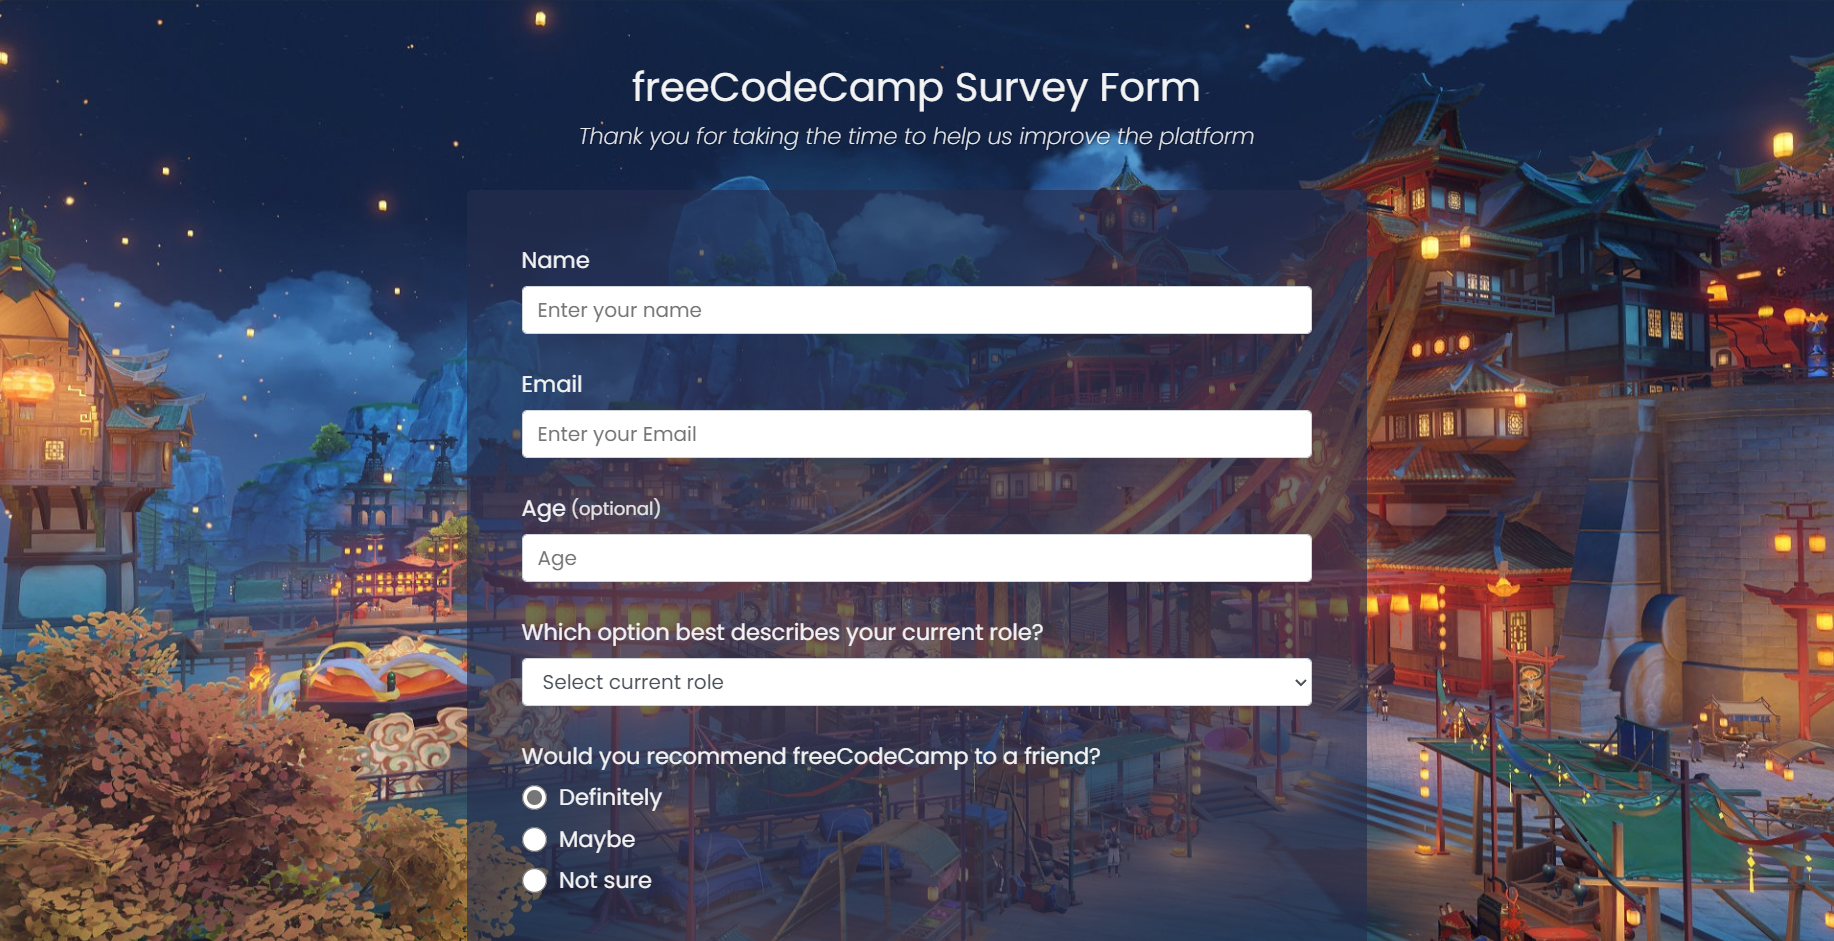 freeCodeCamp Survey Form
Thank you for taking the time to help us improve the platform
Name
Enter your name
Email
Enter your Email
Age (optional)
Age
Which option best describes your current role?
Select current role
Would you recommend freeCodeCamp to a friend?
Definitely
Maybe
Not sure